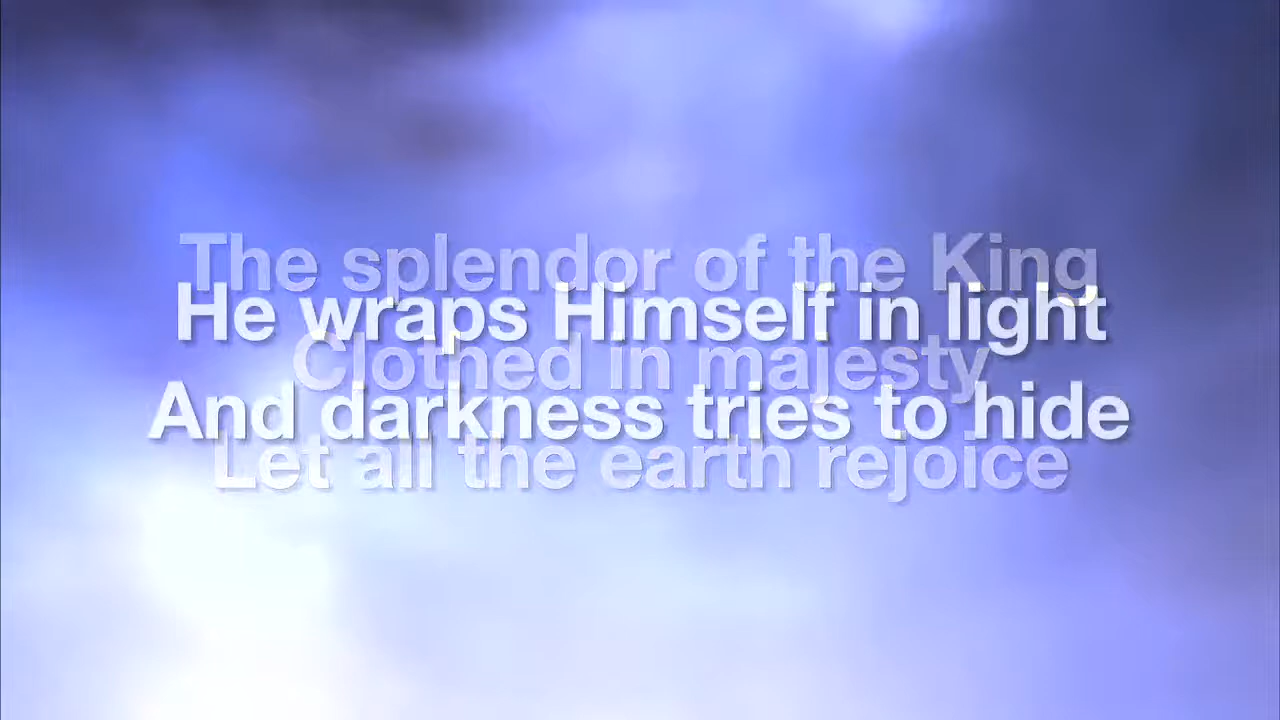 The splendor of the King
He wraps Himself in light
Clothed in majesty
And darkness tries to hide
Let all the earth rejoice